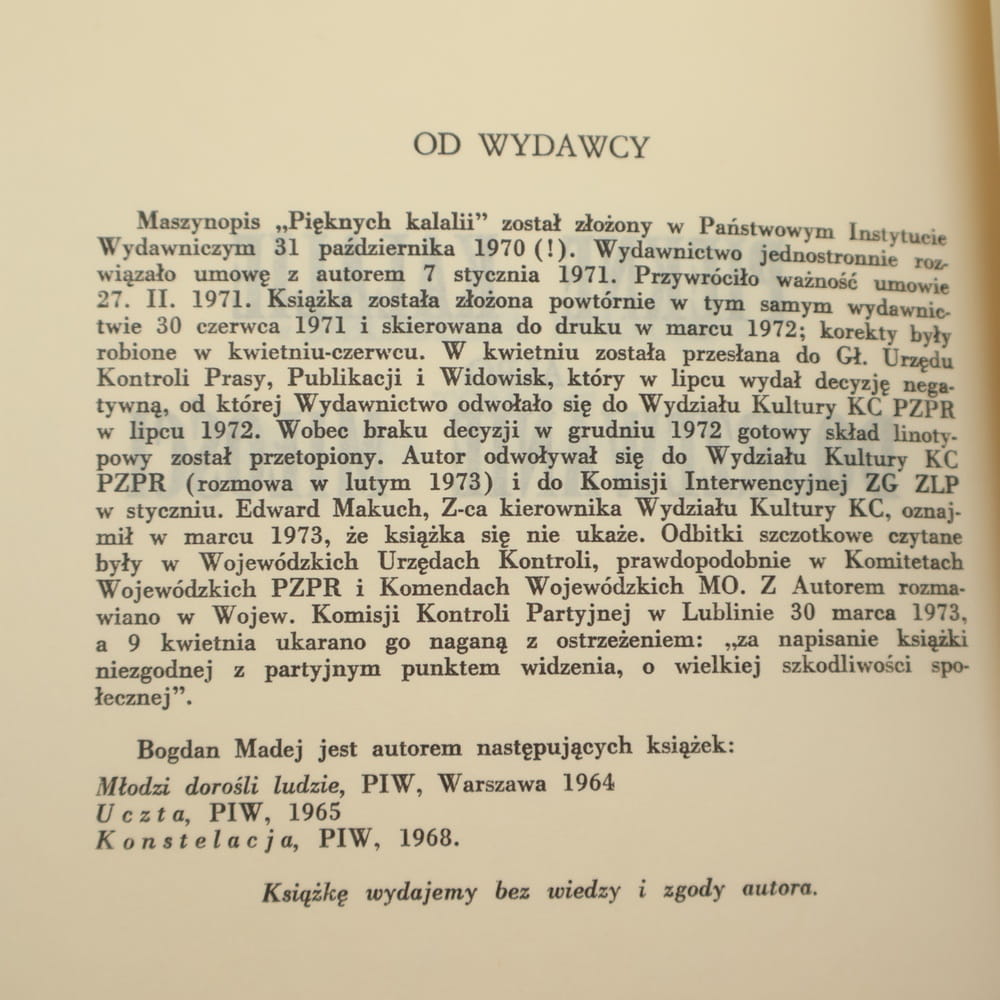 OD WYDAWCY
Maszynopis „Pięknych kalalii” został złożony w Państwowym Instytucie
Wydawniczym 31 października 1970 (!). Wydawnictwo jednostronnie roz-
wiązało umowę z autorem 7 stycznia 1971. Przywróciło ważność umowie
27. II. 1971. Książka została złożona powtórnie w tym samym wydawnic-
twie 30 czerwca 1971 i skierowana do druku w marcu 1972; korekty były
robione w kwietniu-czerwcu. W kwietniu została przesłana do Gł. Urzędu
Kontroli Prasy, Publikacji i Widowisk, który w lipcu wydał decyzję nega-
tywną, od której Wydawnictwo odwołało się do Wydziału Kultury KC PZPR
w lipcu 1972. Wobec braku decyzji w grudniu 1972 gotowy skład linoty-
powy został przetopiony. Autor odwoływał się do Wydziału Kultury KC
PZPR (rozmowa w lutym 1973) i do Komisji Interwencyjnej ZG ZLP
w styczniu. Edward Makuch, Z-ca kierownika Wydziału Kultury KC, oznaj-
mił w marcu 1973, że książka się nie ukaże. Odbitki szczotkowe czytane
były w Wojewódzkich Urzędach Kontroli, prawdopodobnie w Komitetach
Wojewódzkich PZPR i Komendach Wojewódzkich MO. Z Autorem rozma-
wiano w Wojew. Komisji Kontroli Partyjnej w Lublinie 30 marca 1973,
a 9 kwietnia ukarano go naganą z ostrzeżeniem: „za napisanie książki
niezgodnej z partyjnym punktem widzenia, o wielkiej szkodliwości spo-
łecznej”.
Bogdan Madej jest autorem następujących książek:
Młodzi dorośli ludzie, PIW, Warszawa 1964
Uczta, PIW, 1965
Konstelacja, PIW, 1968.
Książkę wydajemy bez wiedzy i zgody autora.